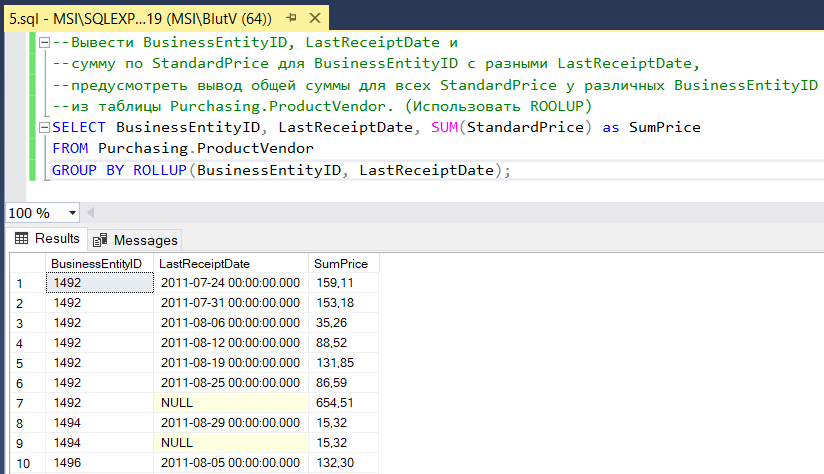 5.sql - MSI\SQLEXP...19 (MSI\BlutV (64))
--Вывести BusinessEntityID, LastReceiptDate и
--сумму по StandardPrice для BusinessEntityID с разными LastReceiptDate,
--предусмотреть вывод общей суммы для всех StandardPrice у различных BusinessEntityID
--из таблицы Purchasing.ProductVendor. (Использовать ROOLUP)
SELECT BusinessEntityID, LastReceiptDate, SUM(StandardPrice) as SumPrice
FROM Purchasing.ProductVendor
GROUP BY ROLLUP(BusinessEntityID, LastReceiptDate);
100 %
Results Messages
BusinessEntityID LastReceiptDate SumPrice
1 1492 2011-07-24 00:00:00.000 159,11
2 1492 2011-07-31 00:00:00.000 153,18
3 1492 2011-08-06 00:00:00.000 35,26
4 1492 2011-08-12 00:00:00.000 88,52
5 1492 2011-08-19 00:00:00.000 131,85
6 1492 2011-08-25 00:00:00.000 86,59
7 1492 NULL 654,51
8 1494 2011-08-29 00:00:00.000 15,32
9 1494 NULL 15,32
10 1496 2011-08-05 00:00:00.000 132,30